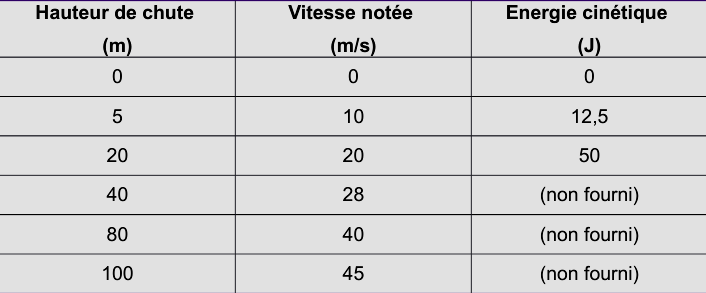 Hauteur de chute Vitesse notée Energie cinétique
(m) (m/s) (J)
0 0 0
5 10 12,5
20 20 50
40 28 (non fourni)
80 40 (non fourni)
100 45 (non fourni)